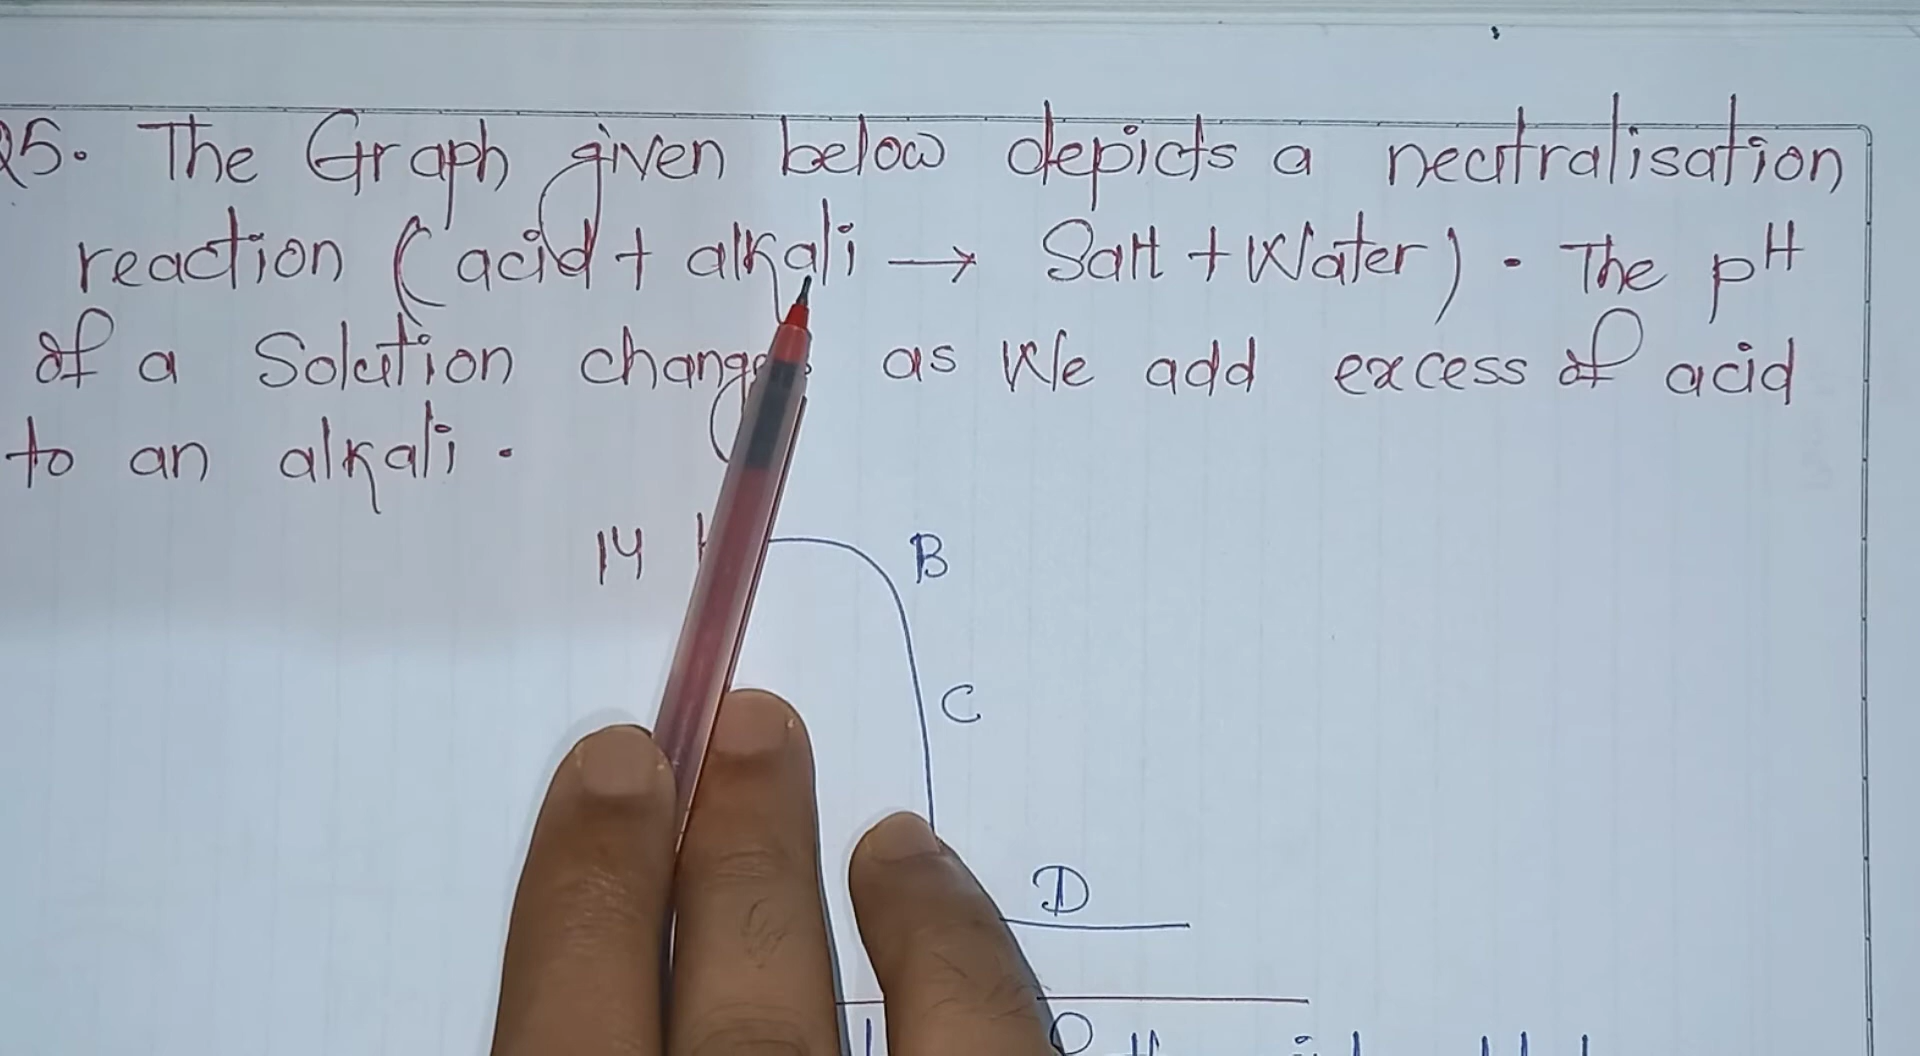 Q5. The Graph given below depicts a neutralisation
reaction (acid + alkali → Salt + Water). The pH
of a Solution changes as We add excess of acid
to an alkali.
14
B
C
D